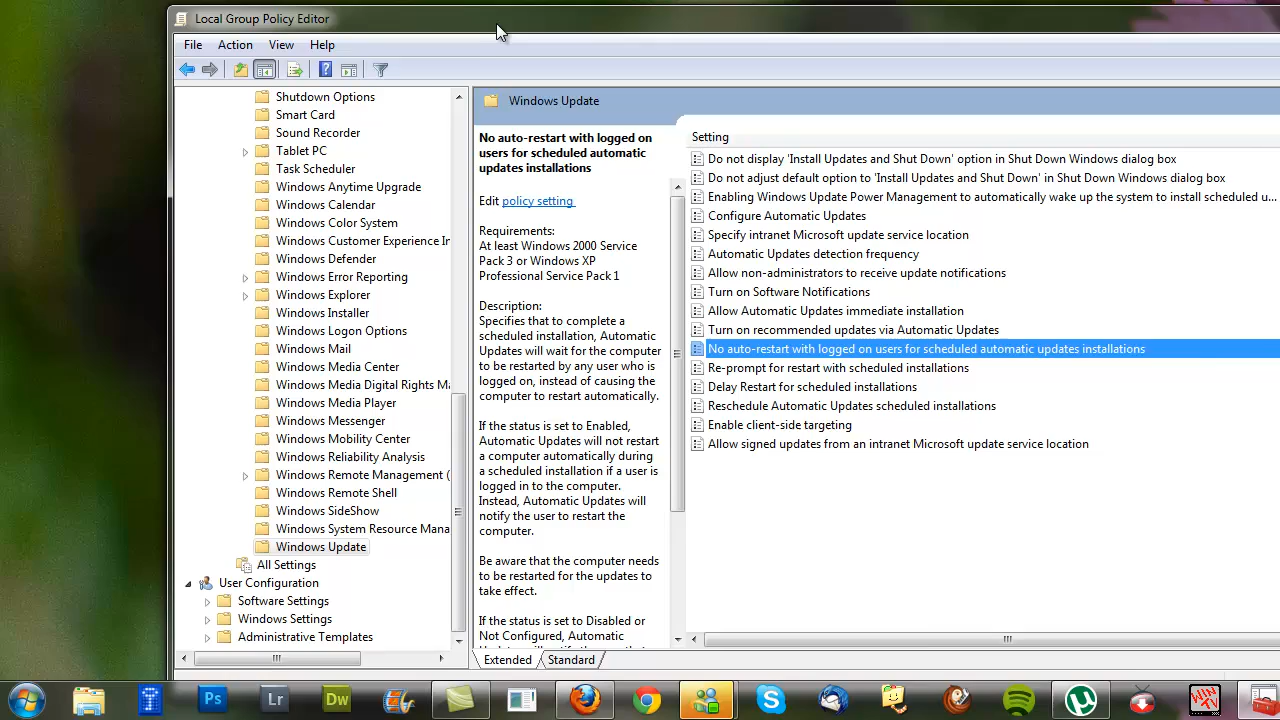 Local Group Policy Editor
File Action View Help
Shutdown Options
Smart Card
Sound Recorder
Tablet PC
Task Scheduler
Windows Anytime Upgrade
Windows Calendar
Windows Color System
Windows Customer Experience Ir
Windows Defender
Windows Error Reporting
Windows Explorer
Windows Installer
Windows Logon Options
Windows Mail
Windows Media Center
Windows Media Digital Rights Ma
Windows Media Player
Windows Messenger
Windows Mobility Center
Windows Reliability Analysis
Windows Remote Management (
Windows Remote Shell
Windows SideShow
Windows System Resource Mana
Windows Update
All Settings
User Configuration
Software Settings
Windows Settings
Administrative Templates
Windows Update
No auto-restart with logged on
users for scheduled automatic
updates installations
Edit policy setting
Requirements:
At least Windows 2000 Service
Pack 3 or Windows XP
Professional Service Pack 1
Description:
Specifies that to complete a
scheduled installation, Automatic
Updates will wait for the computer
to be restarted by any user who is
logged on, instead of causing the
computer to restart automatically.
If the status is set to Enabled,
Automatic Updates will not restart
a computer automatically during
a scheduled installation if a user is
logged in to the computer.
Instead, Automatic Updates will
notify the user to restart the
computer.
Be aware that the computer needs
to be restarted for the updates to
take effect.
If the status is set to Disabled or
Not Configured, Automatic
Setting
Do not display 'Install Updates and Shut Down' option in Shut Down Windows dialog box
Do not adjust default option to 'Install Updates and Shut Down' in Shut Down Windows dialog box
Enabling Windows Update Power Management to automatically wake up the system to install scheduled u...
Configure Automatic Updates
Specify intranet Microsoft update service location
Automatic Updates detection frequency
Allow non-administrators to receive update notifications
Turn on Software Notifications
Allow Automatic Updates immediate installation
Turn on recommended updates via Automatic Updates
No auto-restart with logged on users for scheduled automatic updates installations
Re-prompt for restart with scheduled installations
Delay Restart for scheduled installations
Reschedule Automatic Updates scheduled installations
Enable client-side targeting
Allow signed updates from an intranet Microsoft update service location
Extended Standard
Ps Lr Dw